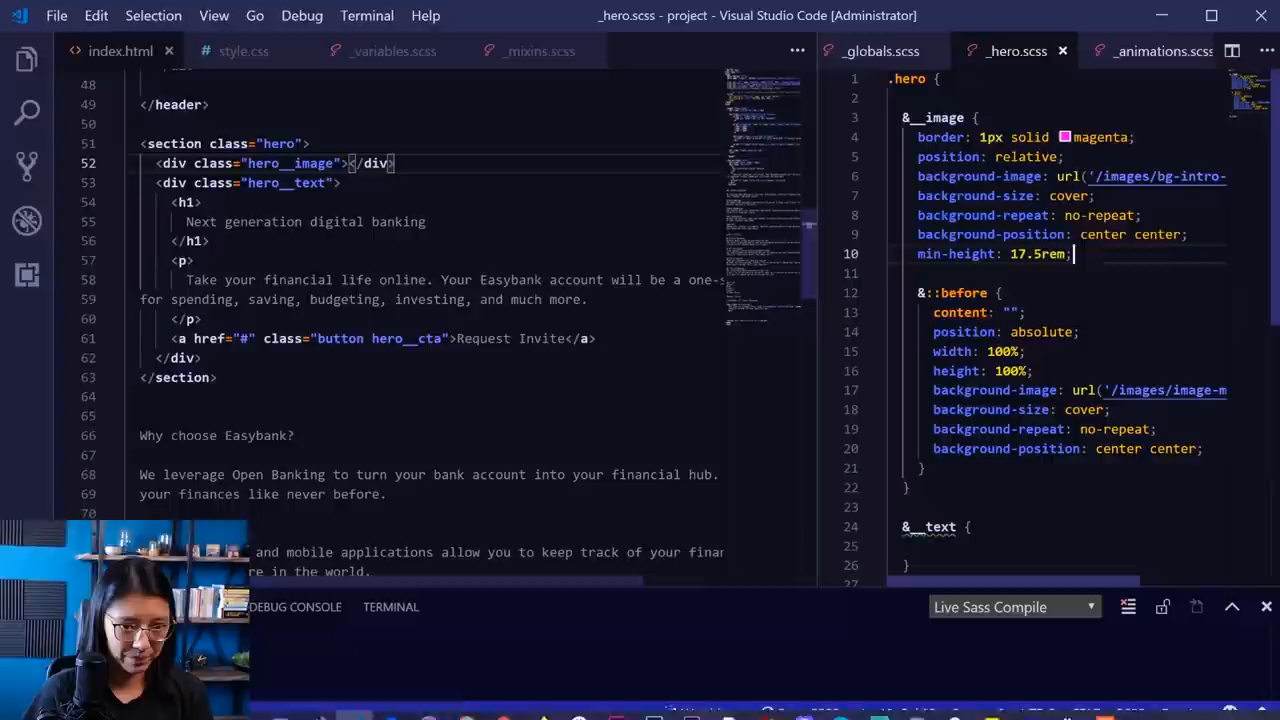 File Edit Selection View Go Debug Terminal Help
_hero.scss - project - Visual Studio Code [Administrator]
index.html style.css _variables.scss _mixins.scss
_globals.scss _hero.scss _animations.scss
48
49 </header>
50
ction class="hero">
52 <div class="hero__image"></div>
53 <div class="hero__text">
54 <h1>
55 Next generation digital banking
56 </h1>
57 <p>
58 Take your financial life online. Your Easybank account will be a one-
59 for spending, saving, budgeting, investing, and much more.
60 </p>
61 <a href="#" class="button hero__cta">Request Invite</a>
62 </div>
63 </section>
64
65
66 Why choose Easybank?
67
68 We leverage Open Banking to turn your bank account into your financial hub.
69 your finances like never before.
70
and mobile applications allow you to keep track of your finan
re in the world.
1 .hero {
2
3 &__image {
4 border: 1px solid magenta;
5 position: relative;
6 background-image: url('/images/bg-intro-
7 background-size: cover;
8 background-repeat: no-repeat;
9 background-position: center center;
10 min-height: 17.5rem;
11
12 &::before {
13 content: "";
14 position: absolute;
15 width: 100%;
16 height: 100%;
17 background-image: url('/images/image-m
18 background-size: cover;
19 background-repeat: no-repeat;
20 background-position: center center;
21 }
22 }
23
24 &__text {
25
26 }
27
DEBUG CONSOLE TERMINAL
Live Sass Compile